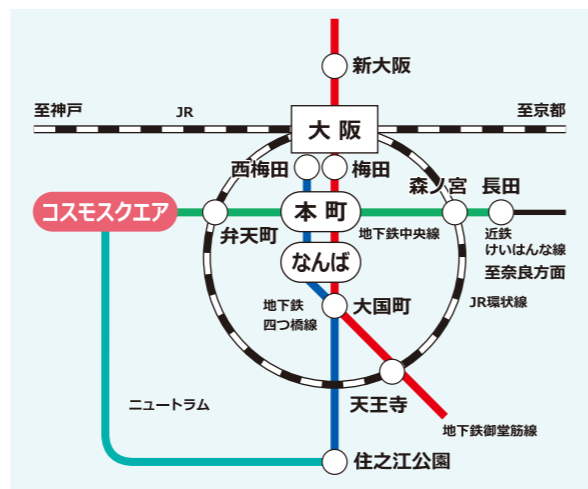 新大阪
至神戸
JR
至京都
大阪
西梅田
梅田
森ノ宮
長田
コスモスクエア
本町
弁天町
地下鉄中央線
近鉄
けいはんな線
至奈良方面
なんば
地下鉄
四つ橋線
大国町
JR環状線
天王寺
ニュートラム
地下鉄御堂筋線
住之江公園